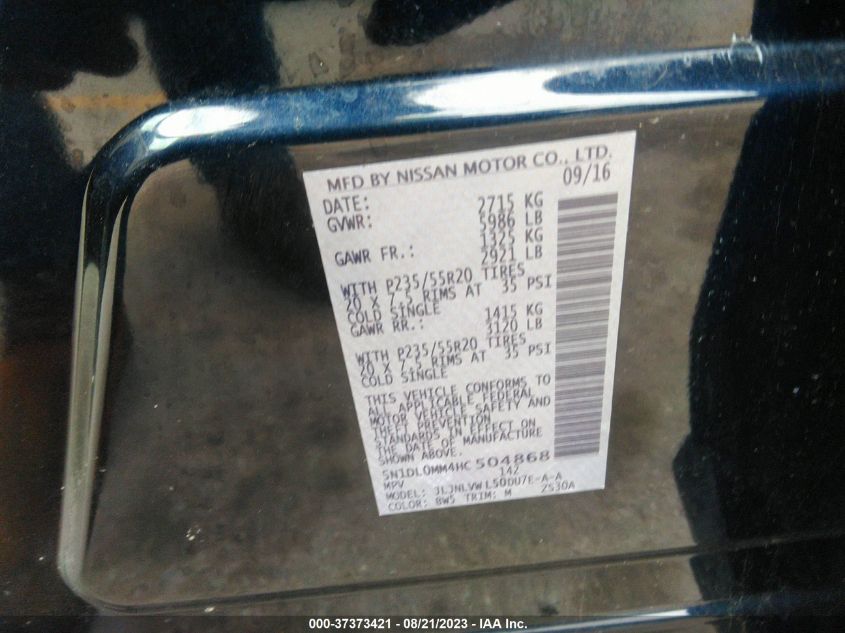 MFD BY NISSAN MOTOR CO., LTD.
DATE: 09/16
GVWR: 2715 KG
5986 LB
GAWR FR.: 1325 KG
2921 LB
WITH P235/55R20 TIRES
20 X 7.5 RIMS AT 35 PSI
COLD SINGLE
GAWR RR.: 1415 KG
3120 LB
WITH P235/55R20 TIRES
20 X 7.5 RIMS AT 35 PSI
COLD SINGLE
THIS VEHICLE CONFORMS TO
ALL APPLICABLE FEDERAL
MOTOR VEHICLE SAFETY AND
THEFT PREVENTION
STANDARDS IN EFFECT ON
THE DATE OF MANUFACTURE
SHOWN ABOVE.
5N1DL0MM4HC504868
MPV 142
MODEL: JLJNLVWL50DU7E-A-A
COLOR: BW5 TRIM: M Z530A
000-37373421 - 08/21/2023 - IAA Inc.